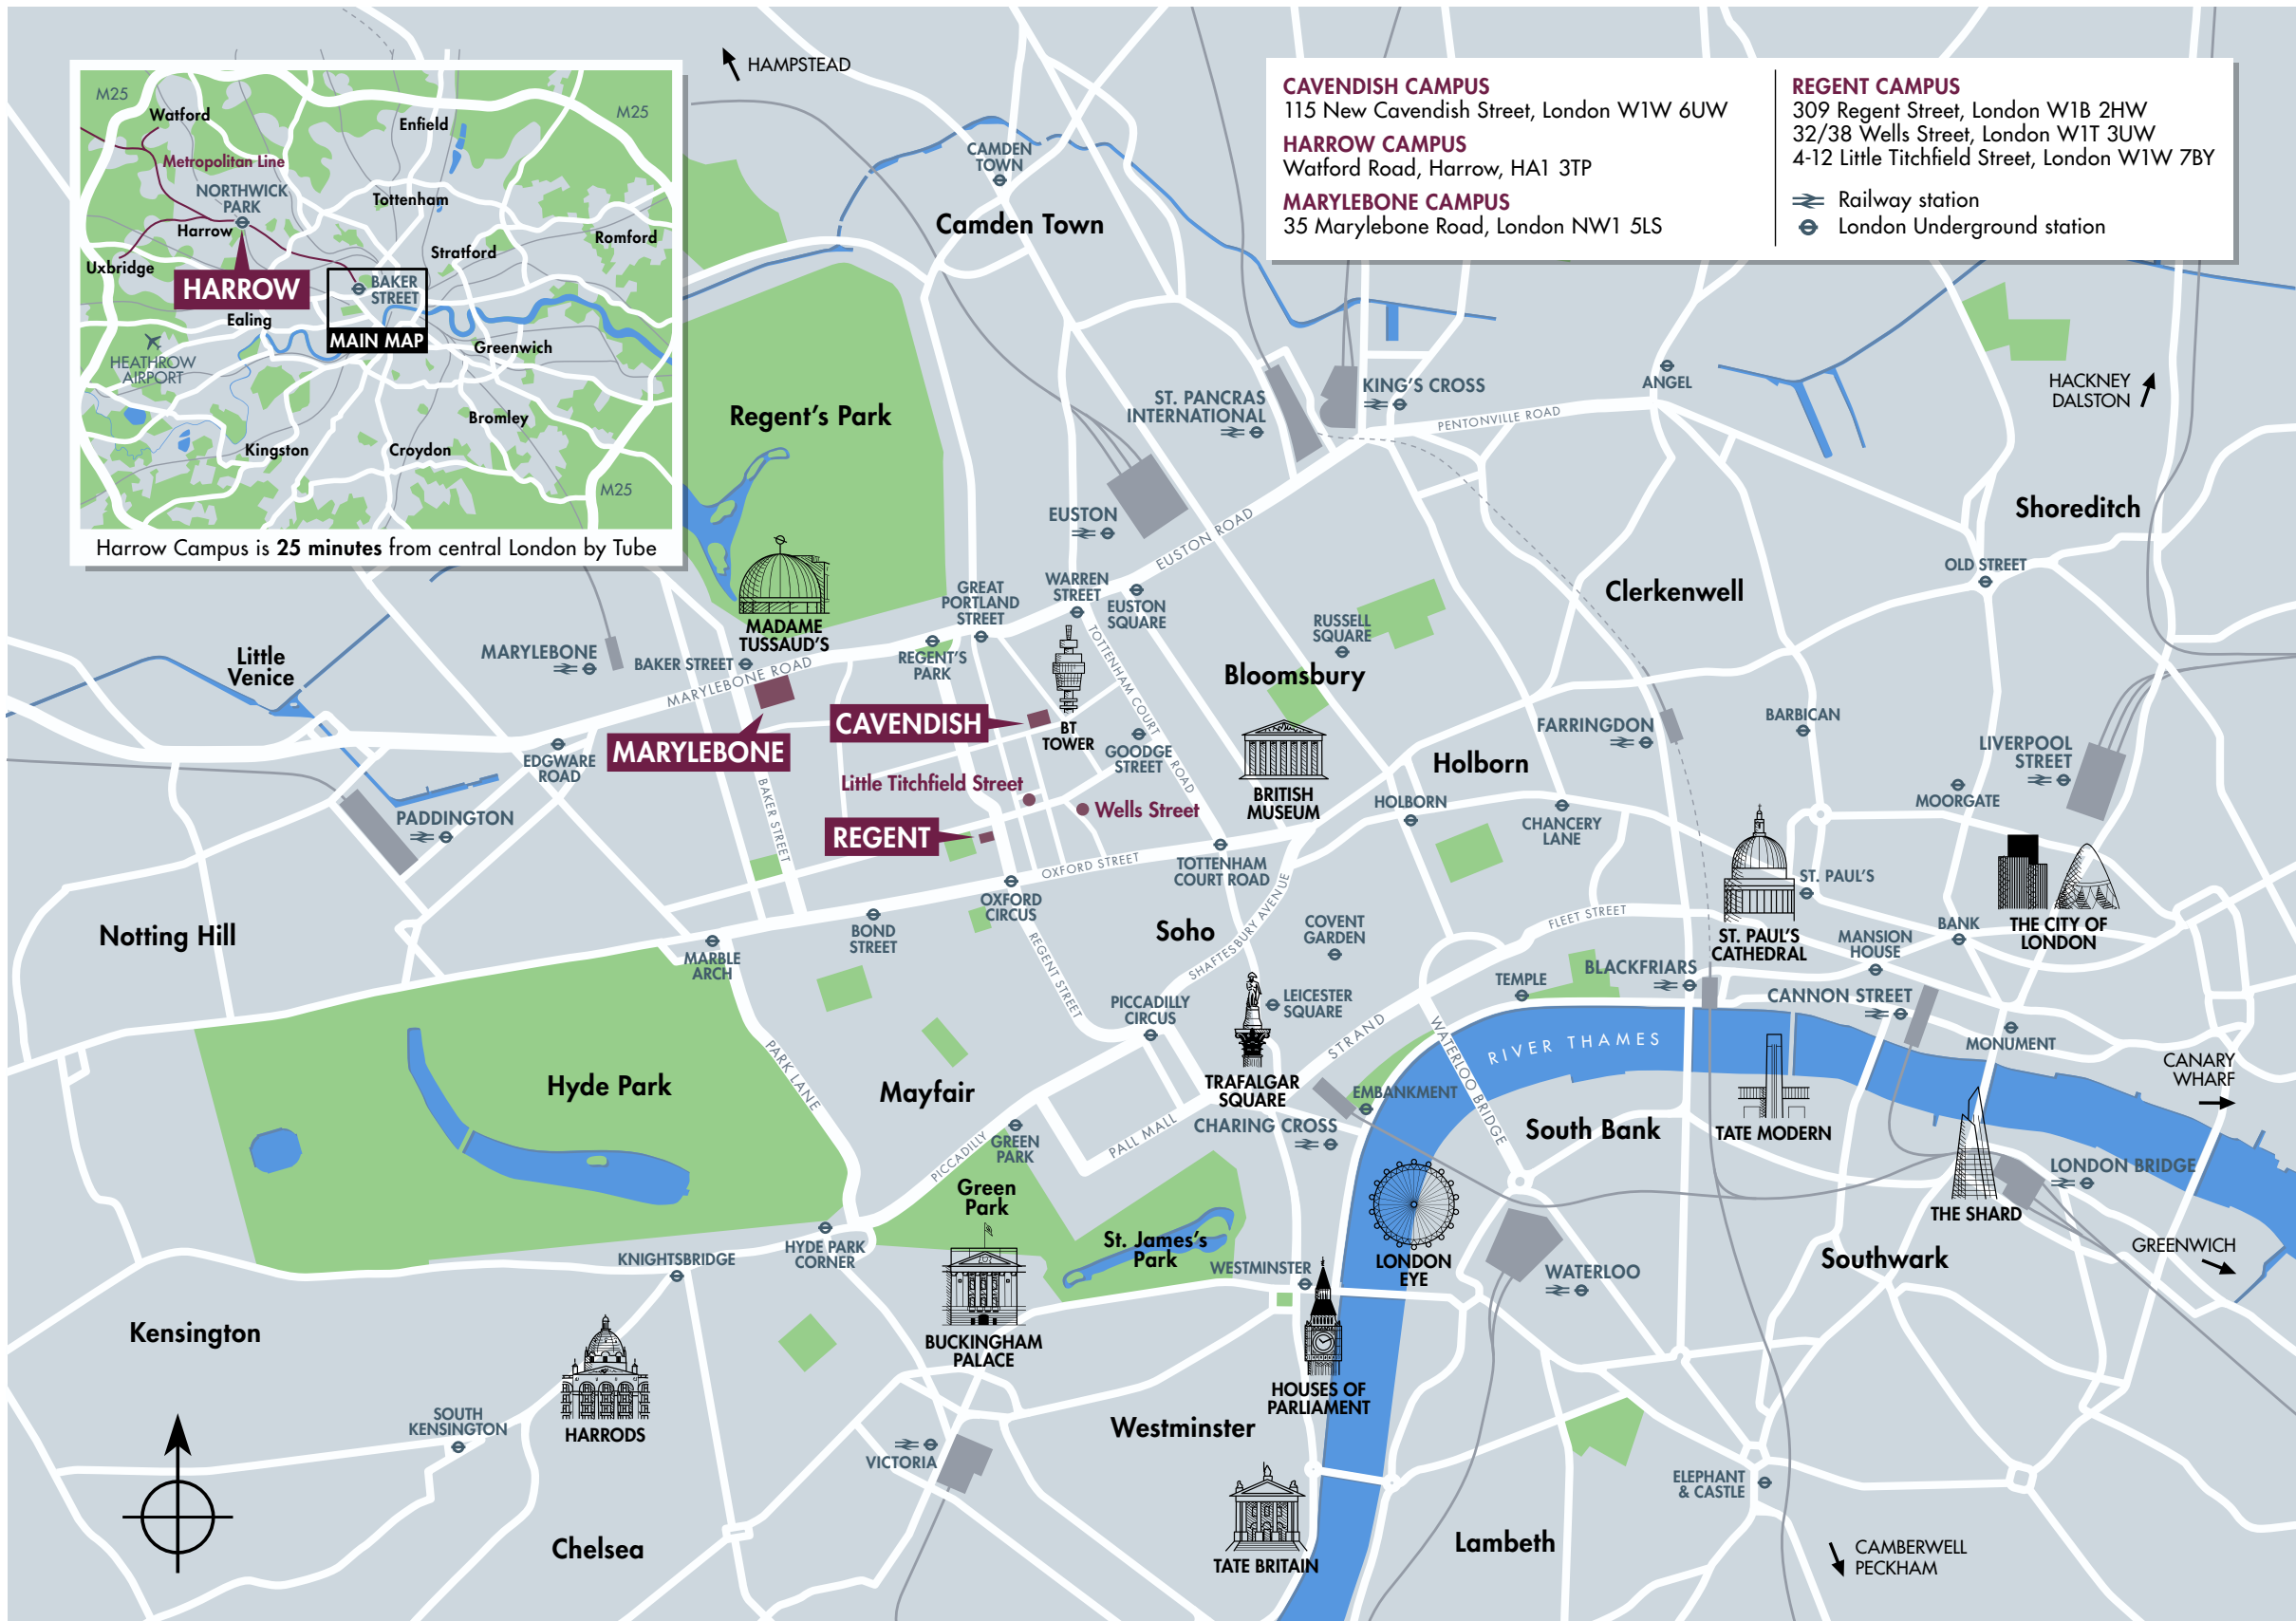 HAMPSTEAD
CAVENDISH CAMPUS
115 New Cavendish Street, London W1W 6UW
HARROW CAMPUS
Watford Road, Harrow, HA1 3TP
MARYLEBONE CAMPUS
35 Marylebone Road, London NW1 5LS
REGENT CAMPUS
309 Regent Street, London W1B 2HW
32/38 Wells Street, London W1T 3UW
4-12 Little Titchfield Street, London W1W 7BY
Railway station
London Underground station
M25
Watford
Enfield
M25
Metropolitan Line
NORTHWICK
PARK
Tottenham
Harrow
Romford
Stratford
Uxbridge
HARROW
BAKER
STREET
Ealing
MAIN MAP
Greenwich
HEATHROW
AIRPORT
Bromley
Kingston
Croydon
M25
Harrow Campus is 25 minutes from central London by Tube
CAMDEN
TOWN
Camden Town
Regent's Park
ST. PANCRAS
INTERNATIONAL
KING'S CROSS
PENTONVILLE ROAD
ANGEL
HACKNEY
DALSTON
Shoreditch
EUSTON
EUSTON ROAD
OLD STREET
Clerkenwell
MADAME
TUSSAUD'S
GREAT
PORTLAND
STREET
WARREN
STREET
EUSTON
SQUARE
RUSSELL
SQUARE
Little
Venice
MARYLEBONE
BAKER STREET
MARYLEBONE ROAD
REGENT'S
PARK
TOTTENHAM COURT ROAD
Bloomsbury
CAVENDISH
BT
TOWER
MARYLEBONE
EDGWARE
ROAD
GOODGE
STREET
FARRINGDON
BARBICAN
LIVERPOOL
STREET
Holborn
MOORGATE
BAKER STREET
Little Titchfield Street
Wells Street
BRITISH
MUSEUM
HOLBORN
CHANCERY
LANE
PADDINGTON
REGENT
OXFORD STREET
TOTTENHAM
COURT ROAD
ST. PAUL'S
OXFORD
CIRCUS
Notting Hill
MARBLE
ARCH
BOND
STREET
REGENT STREET
Soho
SHAFTESBURY AVENUE
COVENT
GARDEN
FLEET STREET
ST. PAUL'S
CATHEDRAL
MANSION
HOUSE
BANK
THE CITY OF
LONDON
TEMPLE
BLACKFRIARS
CANNON STREET
PICCADILLY
CIRCUS
LEICESTER
SQUARE
STRAND
WATERLOO BRIDGE
RIVER THAMES
MONUMENT
CANARY
WHARF
Hyde Park
PARK LANE
Mayfair
TRAFALGAR
SQUARE
EMBANKMENT
CHARING CROSS
South Bank
TATE MODERN
PICCADILLY
GREEN
PARK
PALL MALL
LONDON BRIDGE
Green
Park
THE SHARD
St. James's
Park
KNIGHTSBRIDGE
HYDE PARK
CORNER
WESTMINSTER
LONDON
EYE
WATERLOO
Southwark
GREENWICH
Kensington
BUCKINGHAM
PALACE
HOUSES OF
PARLIAMENT
SOUTH
KENSINGTON
HARRODS
VICTORIA
Westminster
ELEPHANT
& CASTLE
Chelsea
TATE BRITAIN
Lambeth
CAMBERWELL
PECKHAM